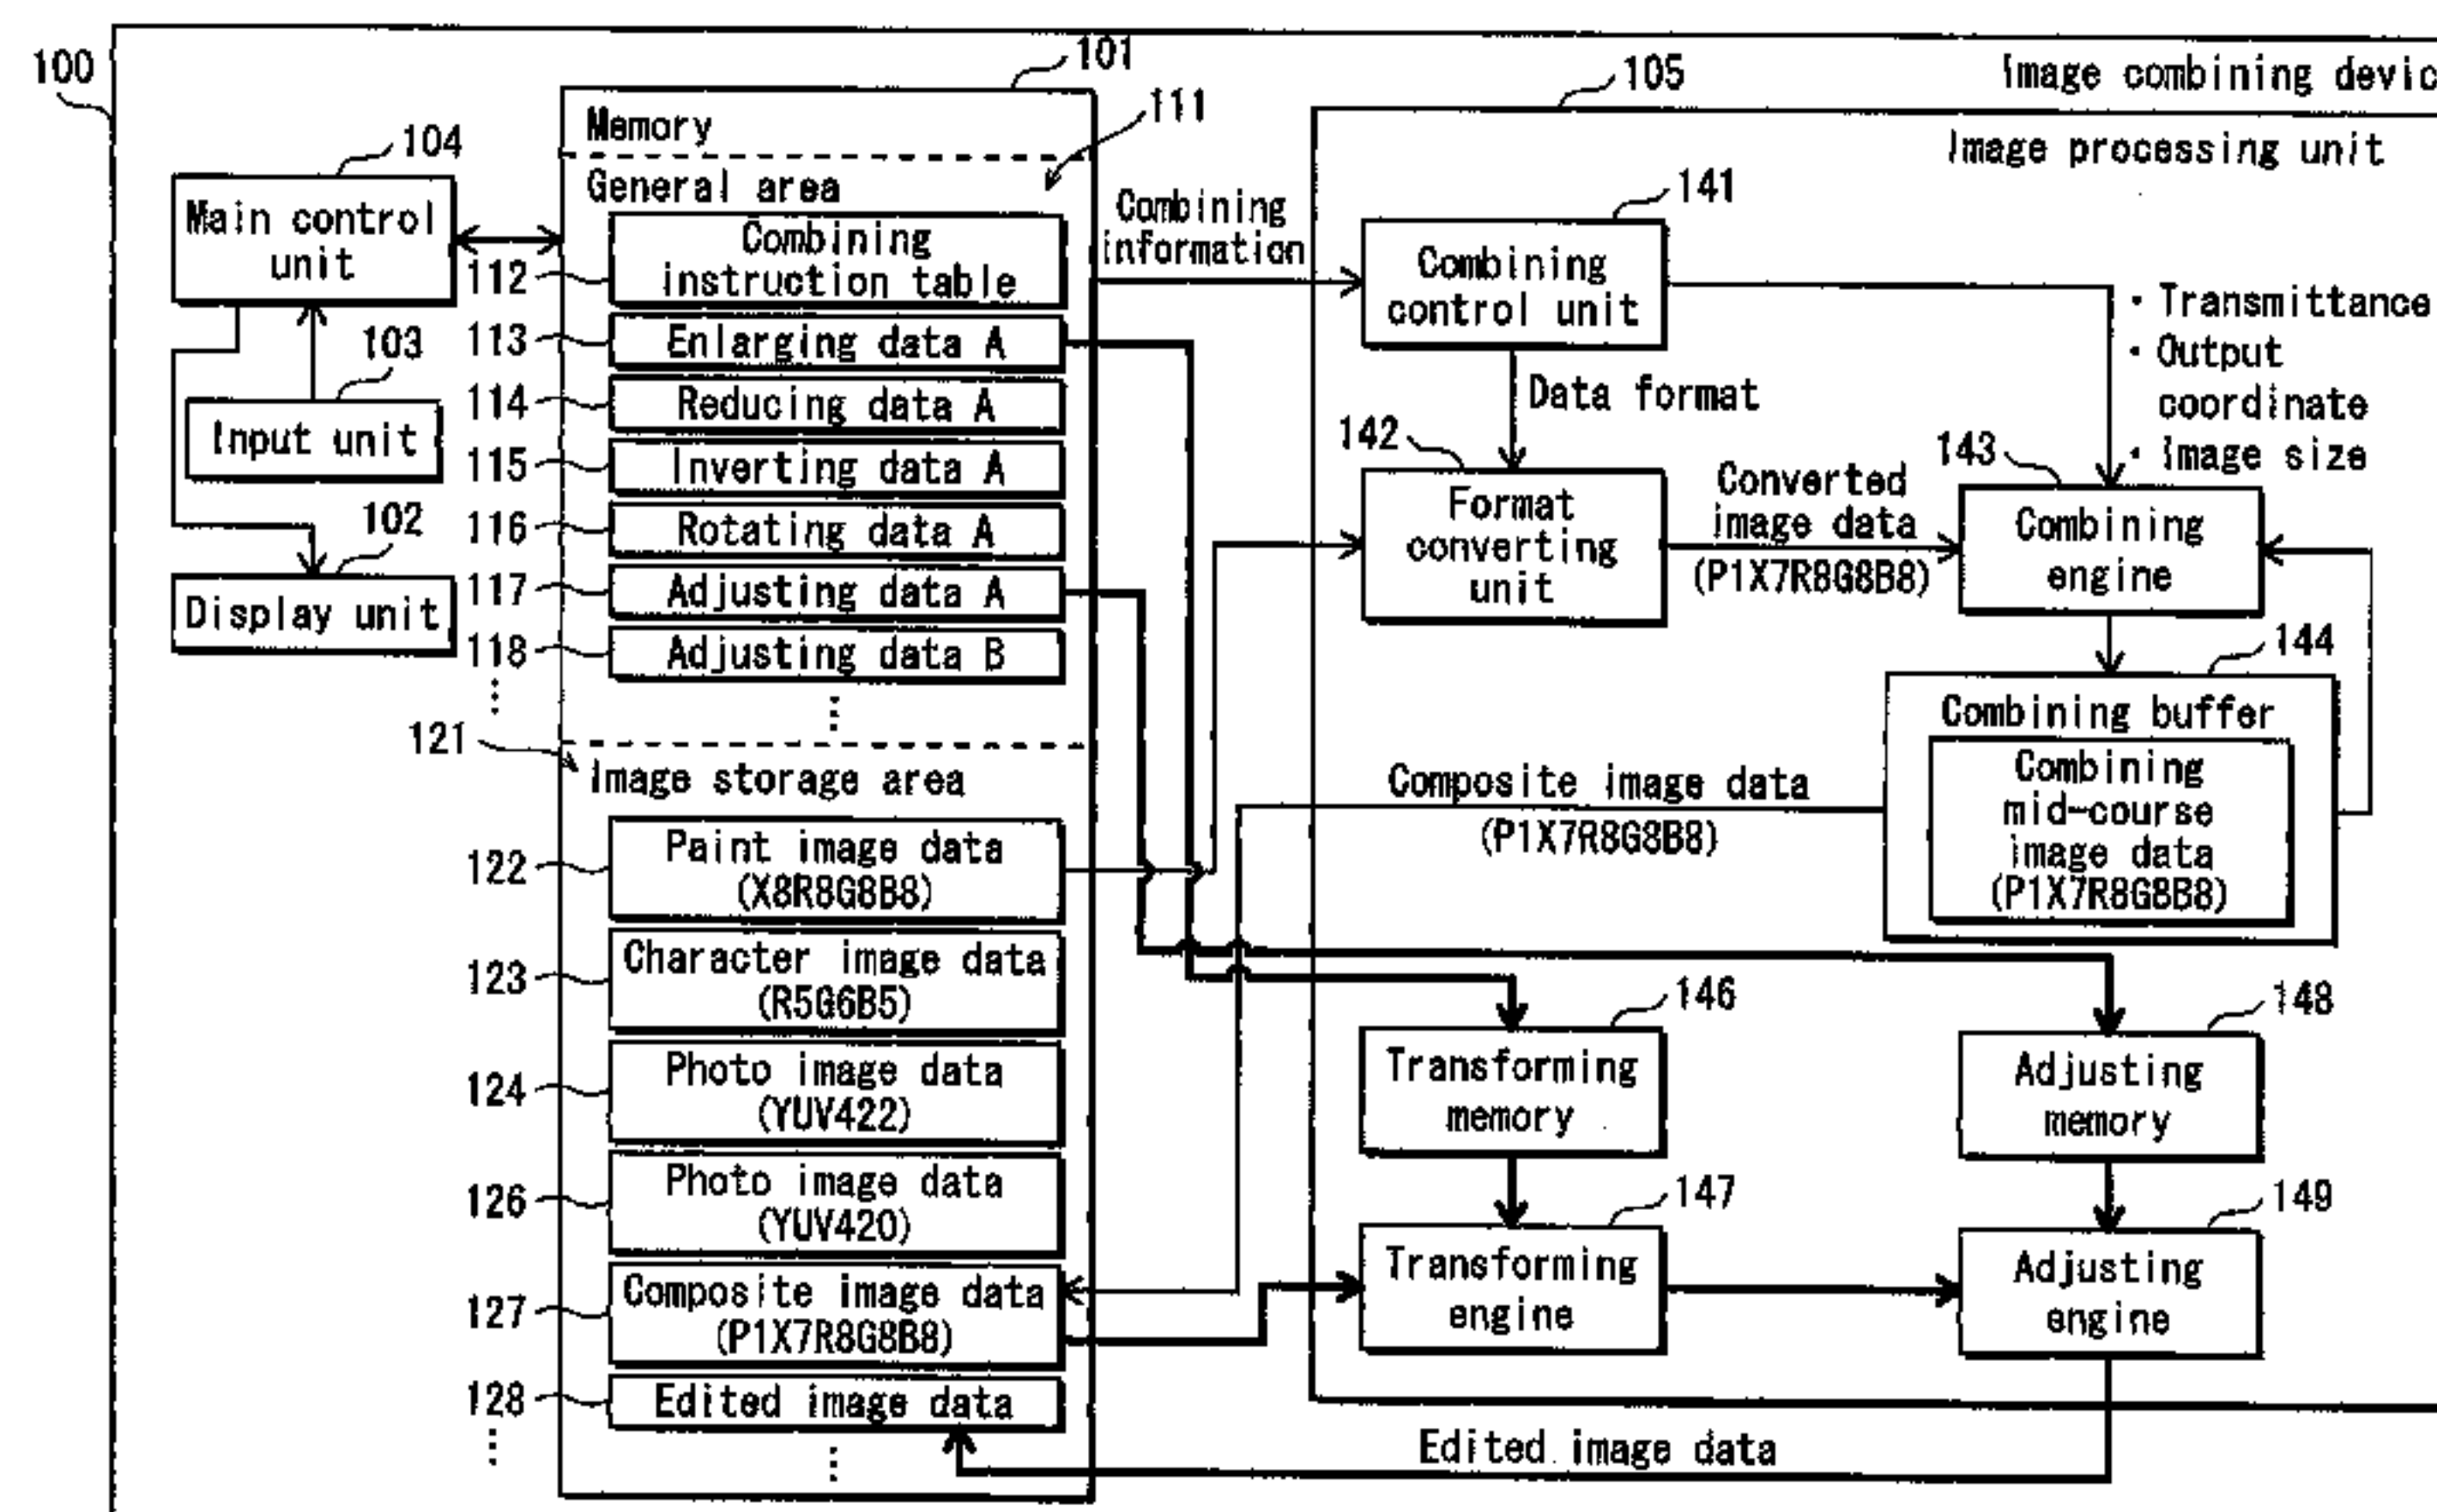 100
101
105
Image combining devic
Memory
111
Image processing unit
104
General area
Main control
unit
Combining
information
141
112
Combining
instruction table
Combining
control unit
· Transmittance
· Output
coordinate
· Image size
103
113
Enlarging data A
Input unit
114
Reducing data A
Data format
142
143
115
Inverting data A
Format
converting
unit
Converted
image data
(P1X7R8G8B8)
Combining
engine
102
116
Rotating data A
Display unit
117
Adjusting data A
118
Adjusting data B
144
Combining buffer
Combining
mid-course
image data
(P1X7R8G8B8)
121
Image storage area
Composite image data
(P1X7R8G8B8)
122
Paint image data
(X8R8G8B8)
123
Character image data
(R5G6B5)
146
148
124
Photo image data
(YUV422)
Transforming
memory
Adjusting
memory
126
Photo image data
(YUV420)
147
149
127
Composite image data
(P1X7R8G8B8)
Transforming
engine
Adjusting
engine
128
Edited image data
Edited image data